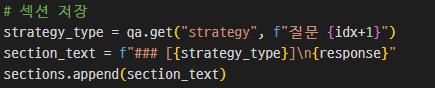 # 섹션 저장
strategy_type = qa.get("strategy", f"질문 {idx+1}")
section_text = f"### [{strategy_type}]\n{response}"
sections.append(section_text)